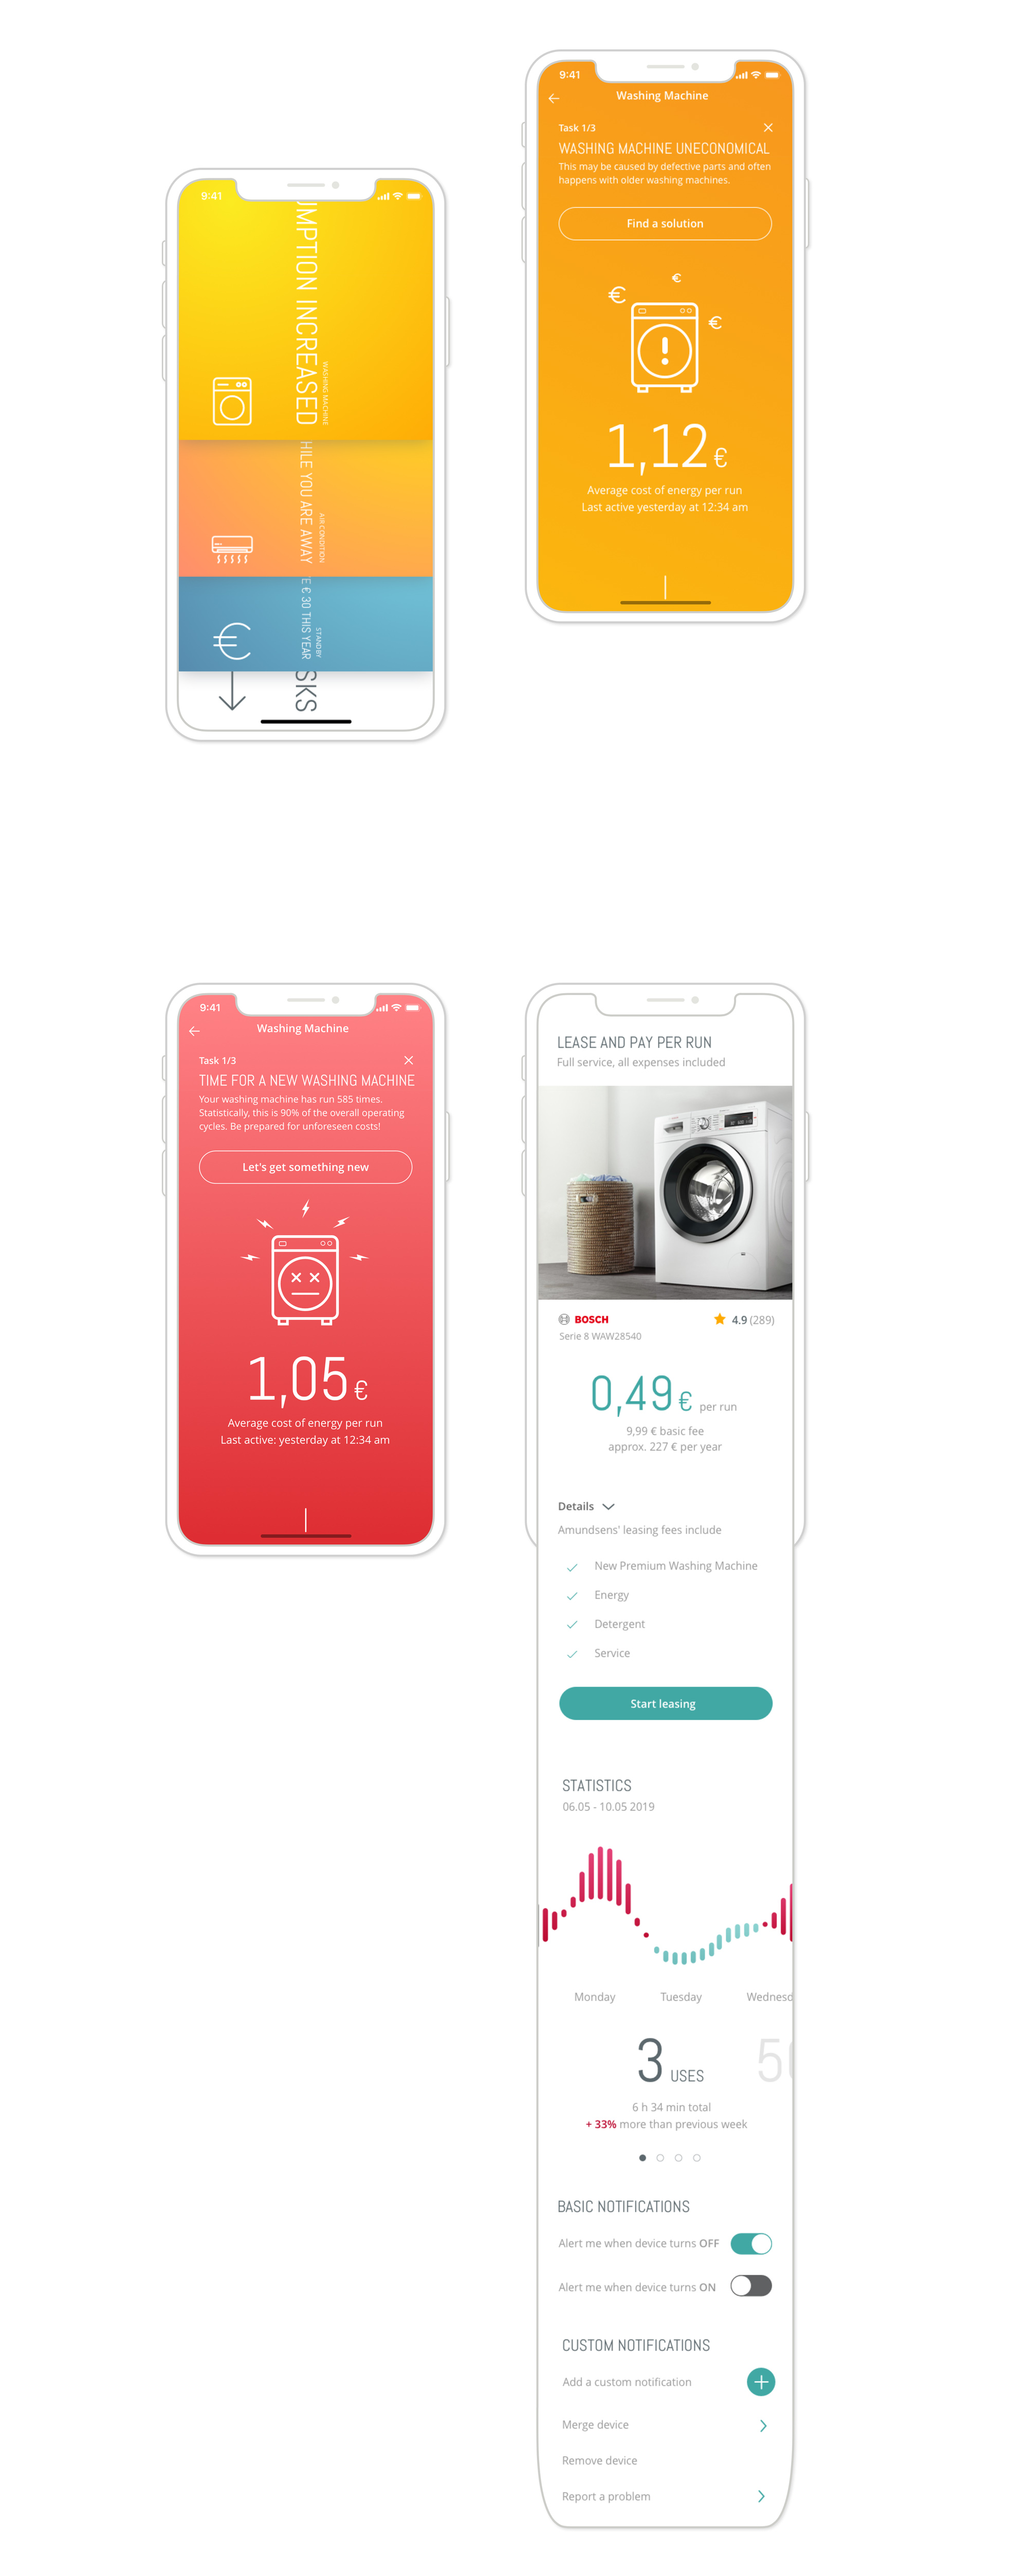 9:41
UMPTION INCREASED
WASHING MACHINE
HILE YOU ARE AWAY
AIR CONDITION
E € 30 THIS YEAR
STANDBY
SKS
9:41
Washing Machine
Task 1/3
WASHING MACHINE UNECONOMICAL
This may be caused by defective parts and often
happens with older washing machines.
Find a solution
€
€
€
!
1,12 €
Average cost of energy per run
Last active yesterday at 12:34 am
9:41
Washing Machine
Task 1/3
TIME FOR A NEW WASHING MACHINE
Your washing machine has run 585 times.
Statistically, this is 90% of the overall operating
cycles. Be prepared for unforeseen costs!
Let's get something new
1,05 €
Average cost of energy per run
Last active: yesterday at 12:34 am
LEASE AND PAY PER RUN
Full service, all expenses included
BOSCH
4.9 (289)
Serie 8 WAW28540
0,49 € per run
9,99 € basic fee
approx. 227 € per year
Details
Amundsens' leasing fees include
New Premium Washing Machine
Energy
Detergent
Service
Start leasing
STATISTICS
06.05 - 10.05 2019
Monday Tuesday Wednesd
3 USES
5
6 h 34 min total
+ 33% more than previous week
BASIC NOTIFICATIONS
Alert me when device turns OFF
Alert me when device turns ON
CUSTOM NOTIFICATIONS
Add a custom notification
Merge device
Remove device
Report a problem